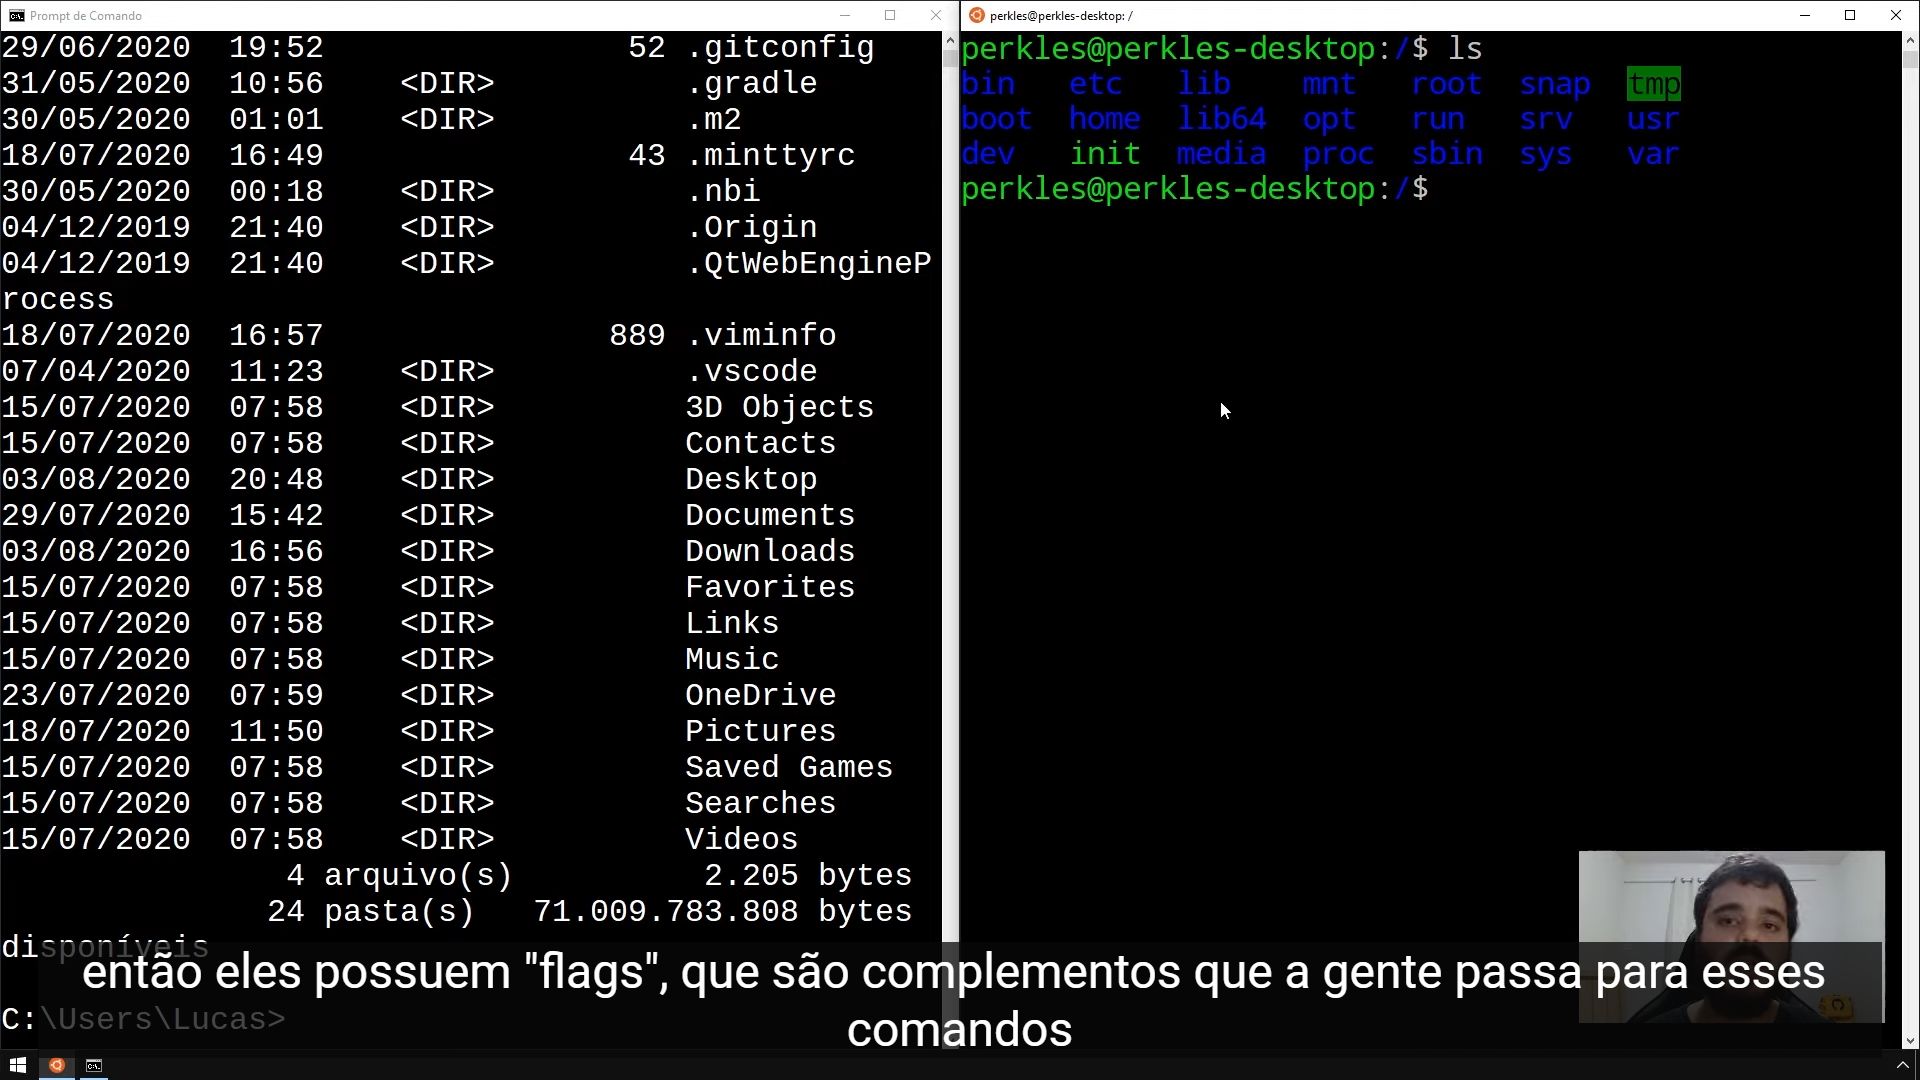 Prompt de Comando
29/06/2020  19:52                52 .gitconfig
31/05/2020  10:56    <DIR>          .gradle
30/05/2020  01:01    <DIR>          .m2
18/07/2020  16:49                43 .minttyrc
30/05/2020  00:18    <DIR>          .nbi
04/12/2019  21:40    <DIR>          .Origin
04/12/2019  21:40    <DIR>          .QtWebEngineP
rocess
18/07/2020  16:57               889 .viminfo
07/04/2020  11:23    <DIR>          .vscode
15/07/2020  07:58    <DIR>          3D Objects
15/07/2020  07:58    <DIR>          Contacts
03/08/2020  20:48    <DIR>          Desktop
29/07/2020  15:42    <DIR>          Documents
03/08/2020  16:56    <DIR>          Downloads
15/07/2020  07:58    <DIR>          Favorites
15/07/2020  07:58    <DIR>          Links
15/07/2020  07:58    <DIR>          Music
23/07/2020  07:59    <DIR>          OneDrive
18/07/2020  11:50    <DIR>          Pictures
15/07/2020  07:58    <DIR>          Saved Games
15/07/2020  07:58    <DIR>          Searches
15/07/2020  07:58    <DIR>          Videos
4 arquivo(s)          2.205 bytes
24 pasta(s)   71.009.783.808 bytes
disponíveis
C:\Users\Lucas>
perkles@perkles-desktop: /
perkles@perkles-desktop:/$ ls
bin   etc   lib    mnt   root  snap  tmp
boot  home  lib64  opt   run   srv   usr
dev   init  media  proc  sbin  sys   var
perkles@perkles-desktop:/$
então eles possuem "flags", que são complementos que a gente passa para esses
comandos